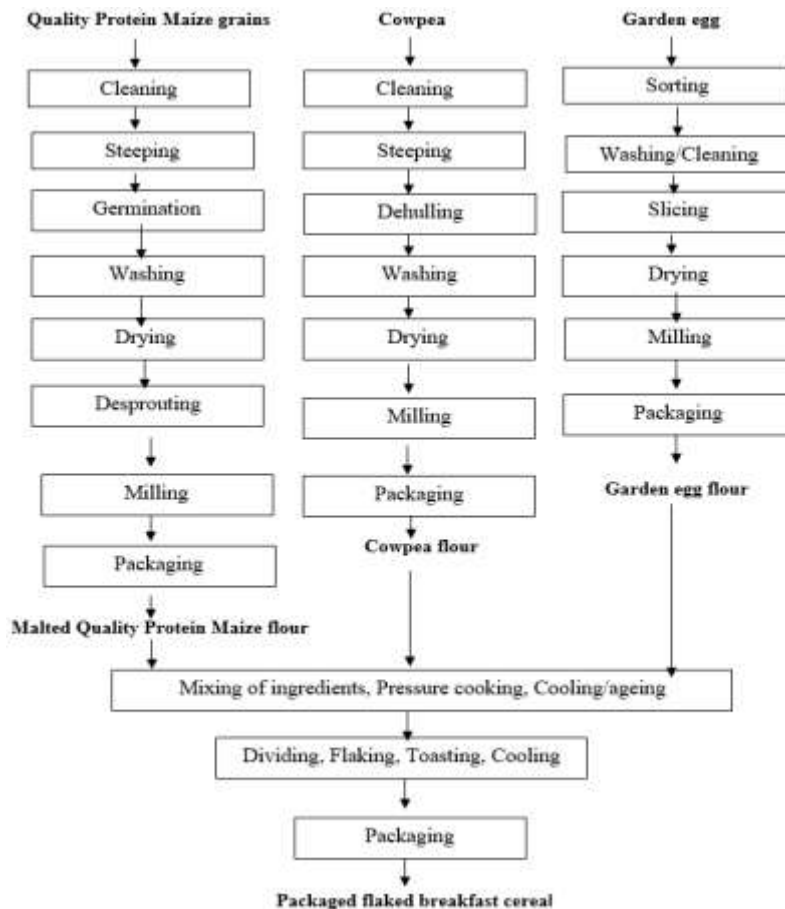 Quality Protein Maize grains
Cleaning
Steeping
Germination
Washing
Drying
Desprouting
Milling
Packaging
Malted Quality Protein Maize flour
Cowpea
Cleaning
Steeping
Dehulling
Washing
Drying
Milling
Packaging
Cowpea flour
Garden egg
Sorting
Washing/Cleaning
Slicing
Drying
Milling
Packaging
Garden egg flour
Mixing of ingredients, Pressure cooking, Cooling/ageing
Dividing, Flaking, Toasting, Cooling
Packaging
Packaged flaked breakfast cereal